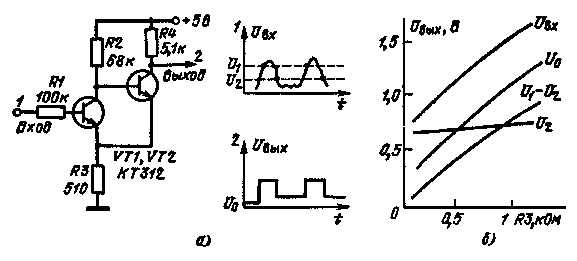 +5В
R2
68к
R4
5,1к
2
Выход
R1
100к
1
Вход
VT1, VT2
КТ312
R3
510
а)
1
Uвх
U1
U2
t
2
Uвых
U0
t
Uвых, В
1,5
1,0
0,5
0
0,5
1
R3, кОм
Uвх
U0
U1-U2
U2
б)